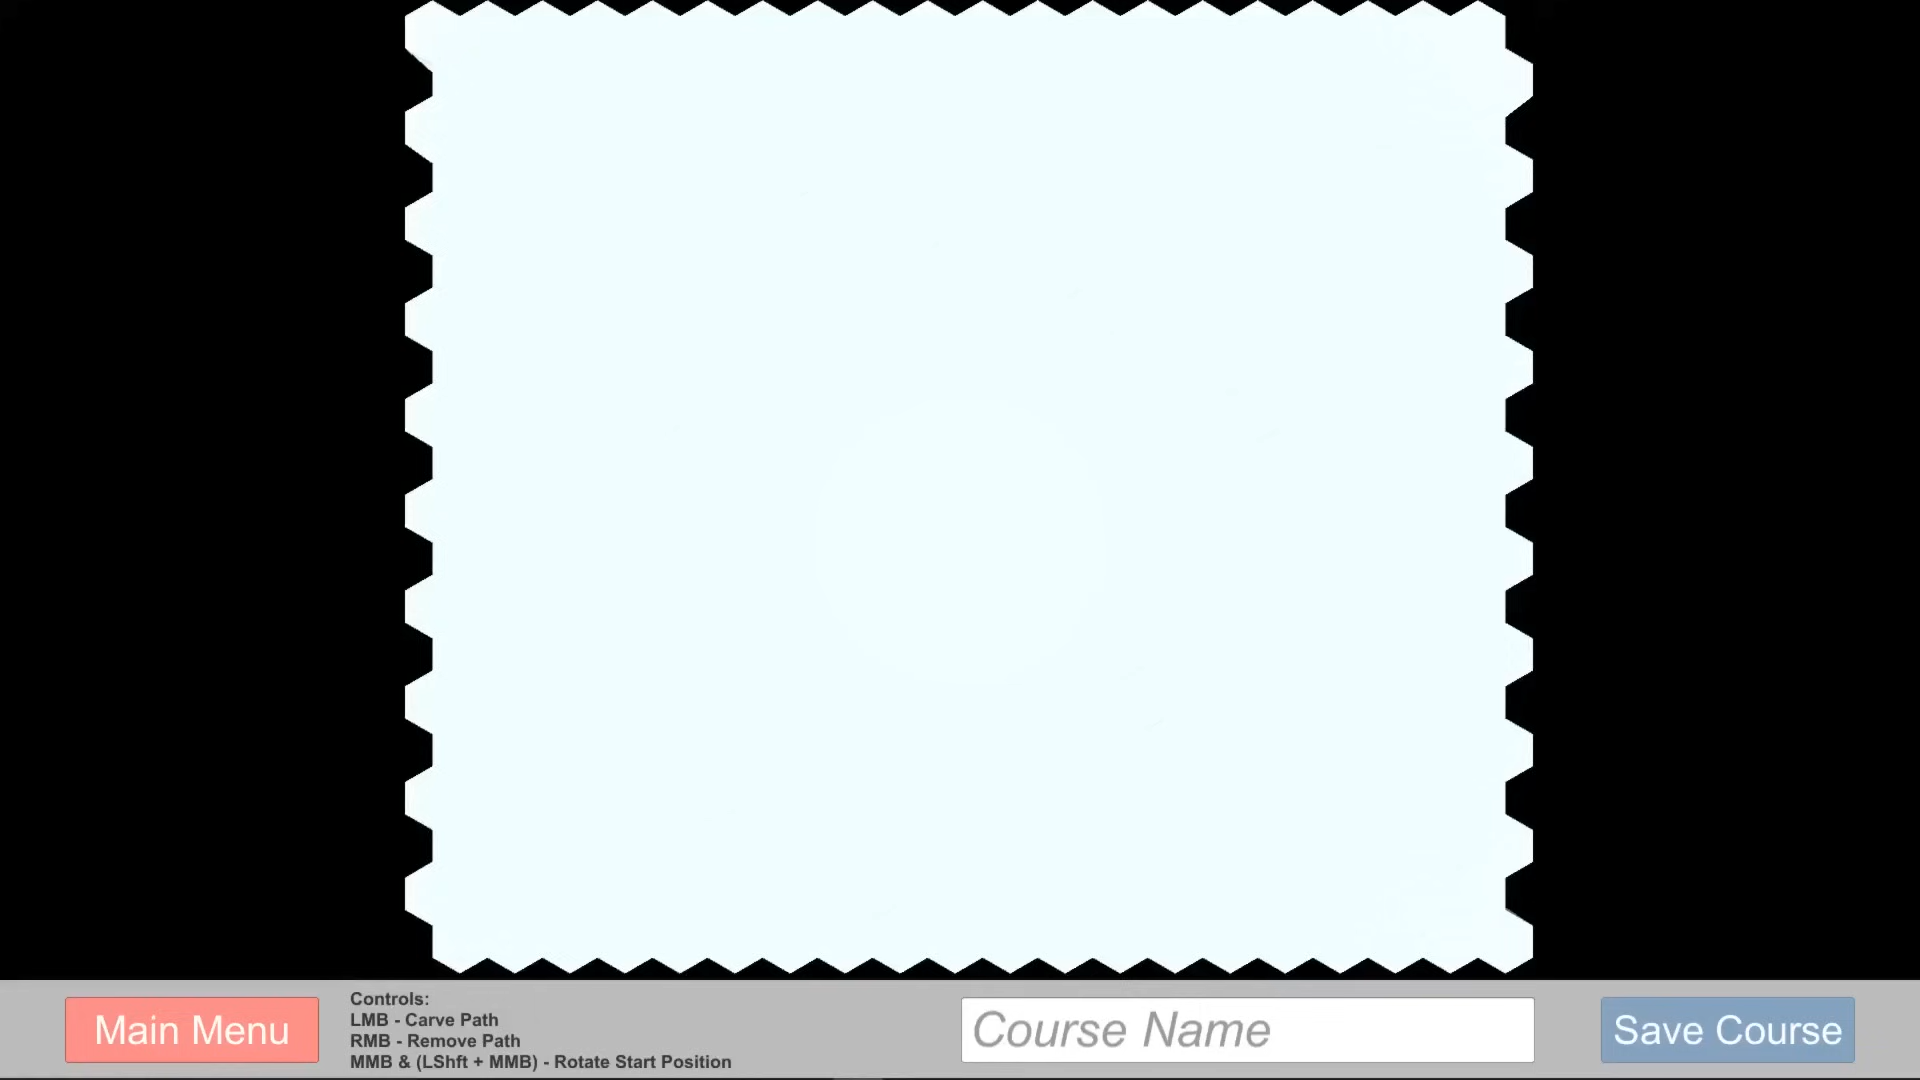 Main Menu
Controls:
LMB - Carve Path
RMB - Remove Path
MMB & (LShft + MMB) - Rotate Start Position
Course Name
Save Course